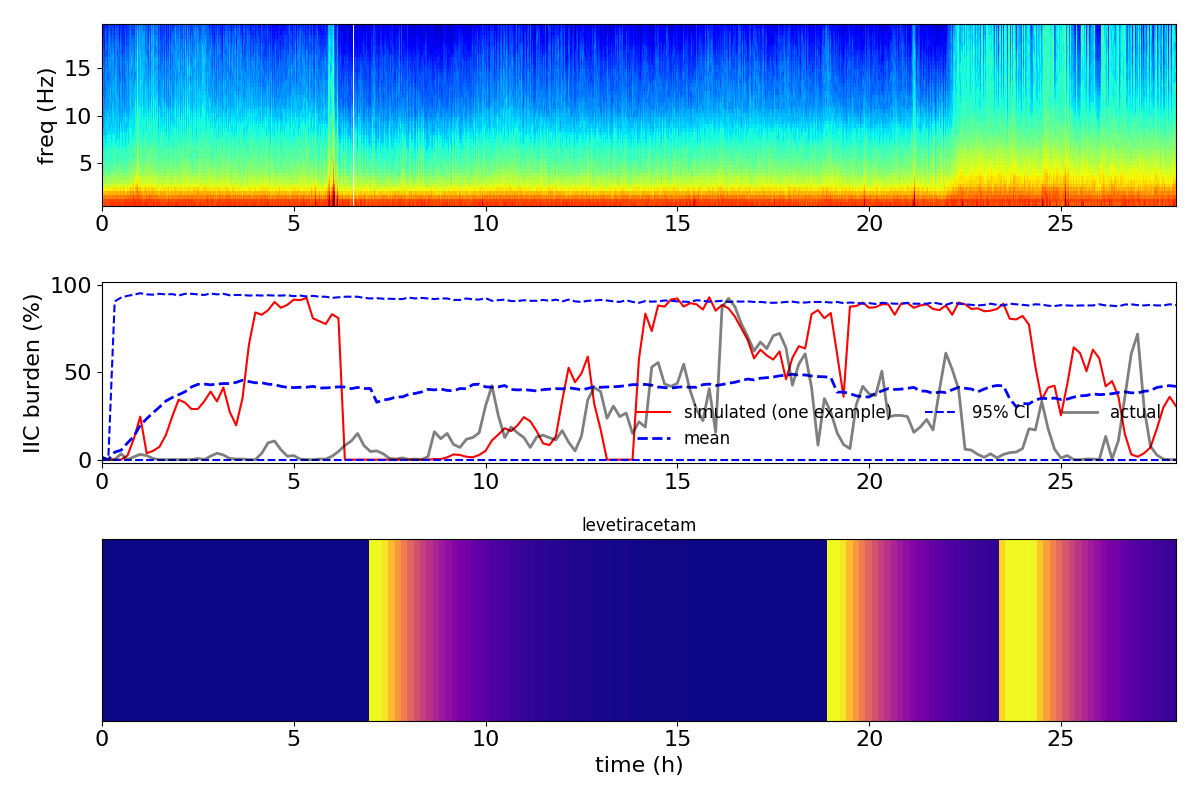 freq (Hz)
15
10
5
0 5 10 15 20 25
IIC burden (%)
100
50
0
simulated (one example) 95% CI actual
mean
0 5 10 15 20 25
levetiracetam
0 5 10 15 20 25
time (h)